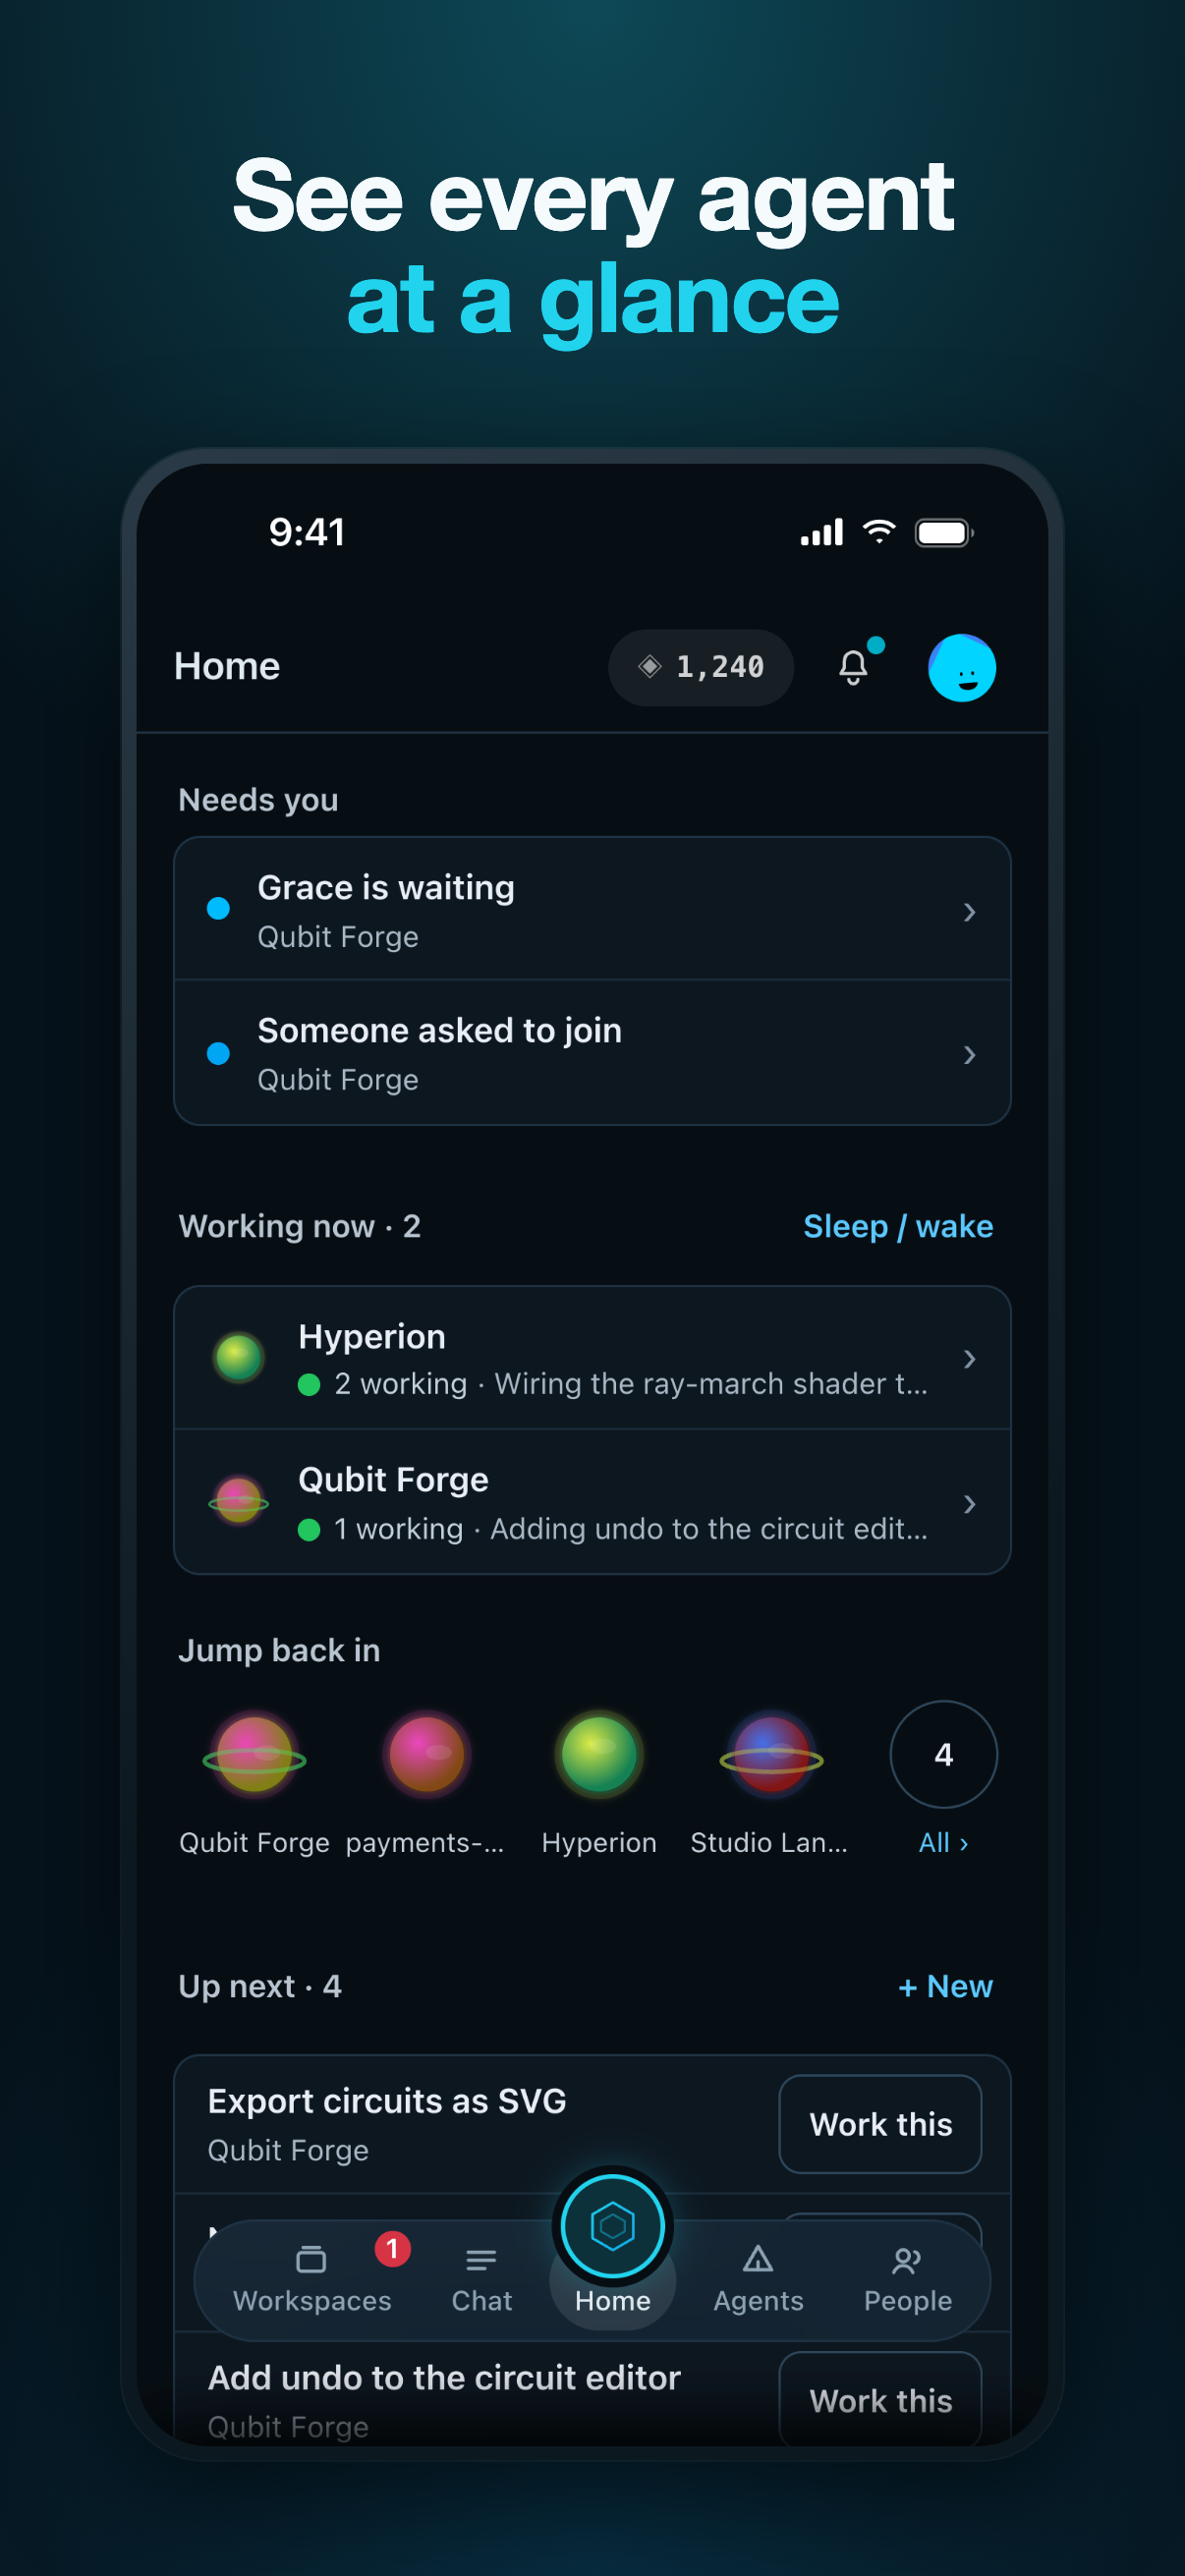 See every agent
at a glance
9:41
Home
1,240
Needs you
Grace is waiting
Qubit Forge
›
Someone asked to join
Qubit Forge
›
Working now · 2
Sleep / wake
Hyperion
2 working · Wiring the ray-march shader t...
›
Qubit Forge
1 working · Adding undo to the circuit edit...
›
Jump back in
4
Qubit Forge
payments-...
Hyperion
Studio Lan...
All ›
Up next · 4
+ New
Export circuits as SVG
Qubit Forge
Work this
1
Workspaces
Chat
Home
Agents
People
Add undo to the circuit editor
Qubit Forge
Work this